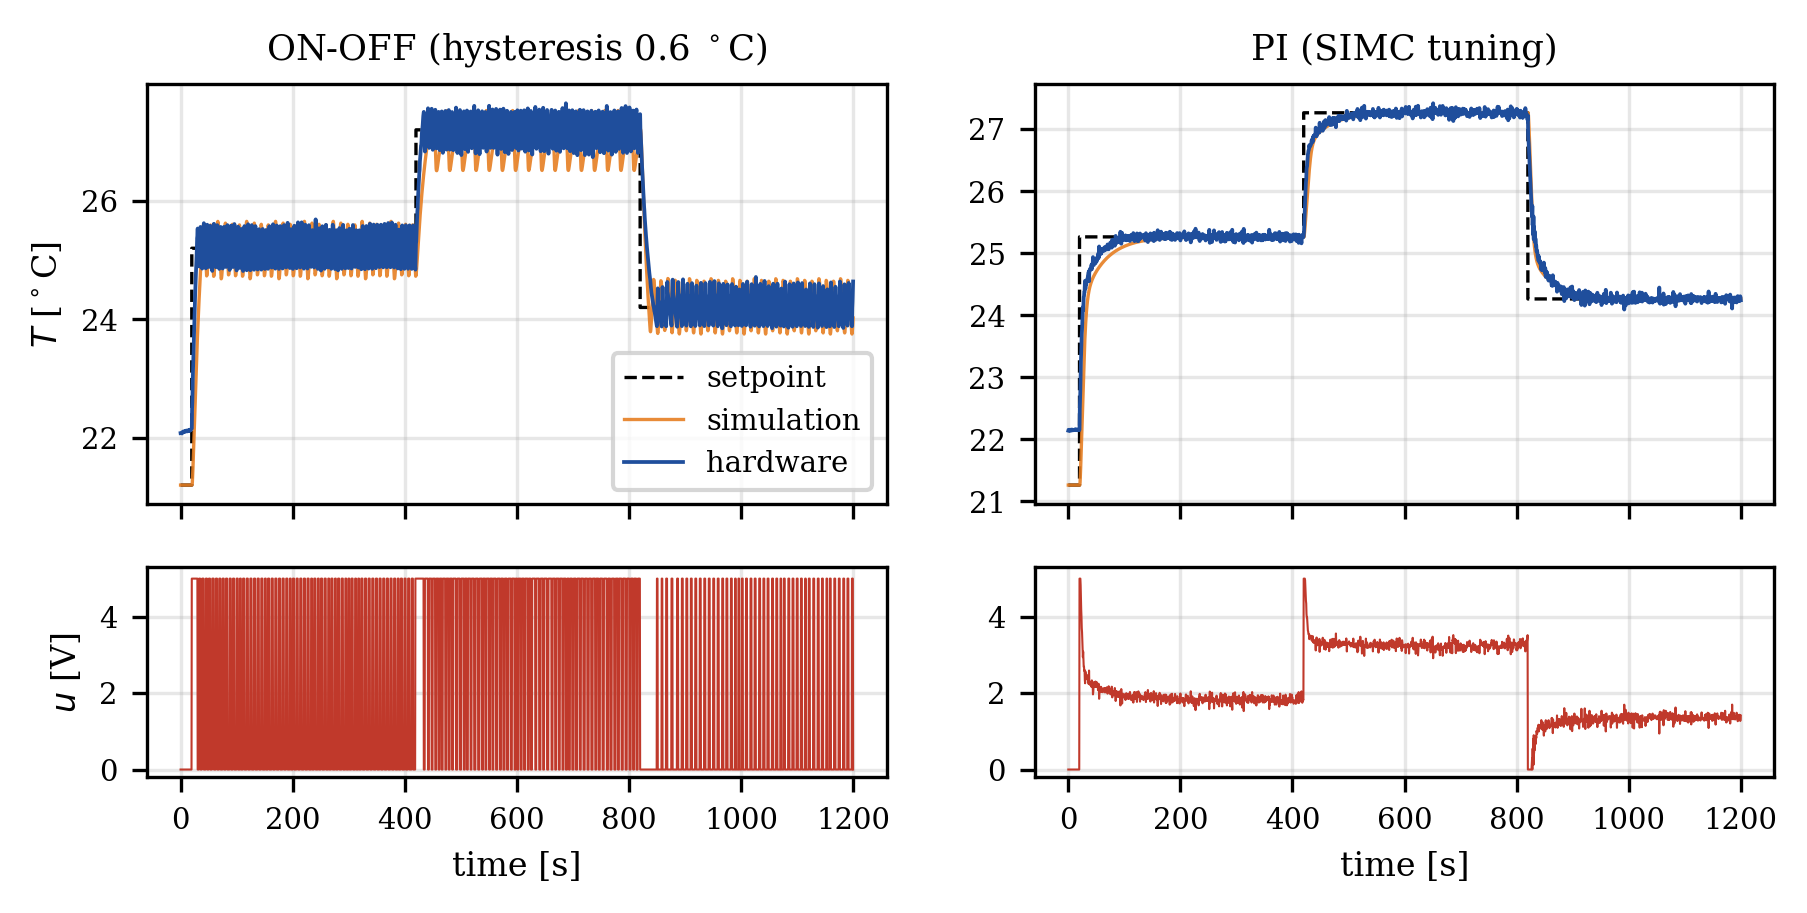 ON-OFF (hysteresis 0.6 °C)
PI (SIMC tuning)
T [°C]
26
24
22
setpoint
simulation
hardware
27
26
25
24
23
22
21
u [V]
4
2
0
4
2
0
0 200 400 600 800 1000 1200
0 200 400 600 800 1000 1200
time [s]
time [s]